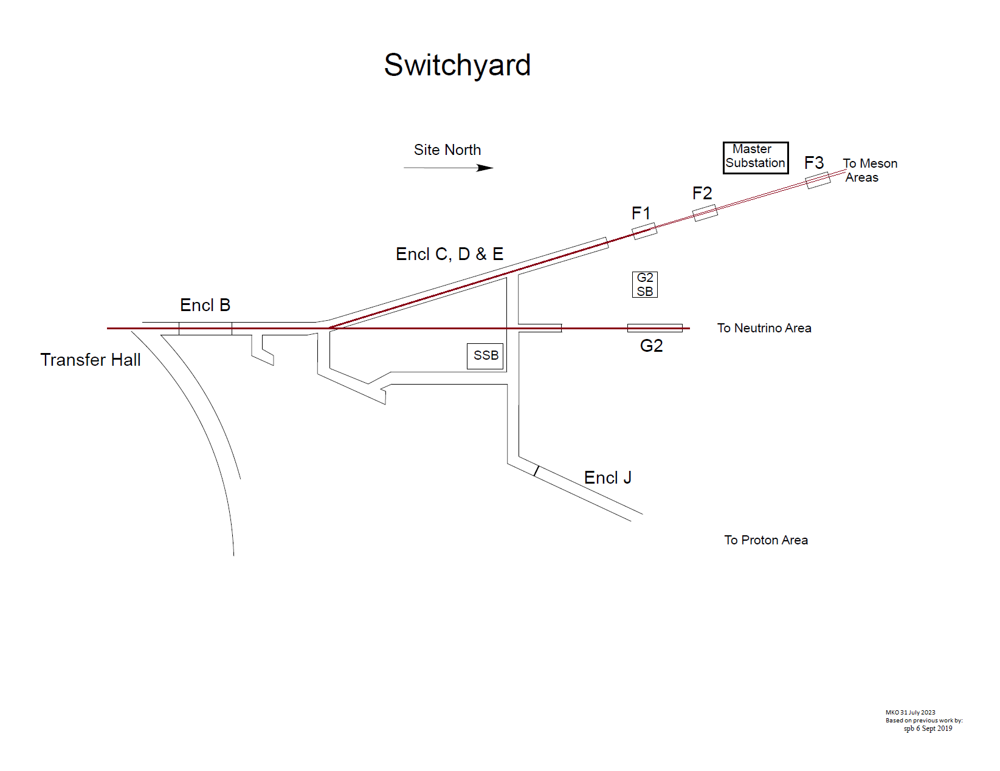 Switchyard
Site North
Master
Substation
F3
To Meson
Areas
F2
F1
Encl C, D & E
G2
SB
Encl B
To Neutrino Area
G2
SSB
Transfer Hall
Encl J
To Proton Area
MKO 31 July 2023
Based on previous work by:
spb 6 Sept 2019